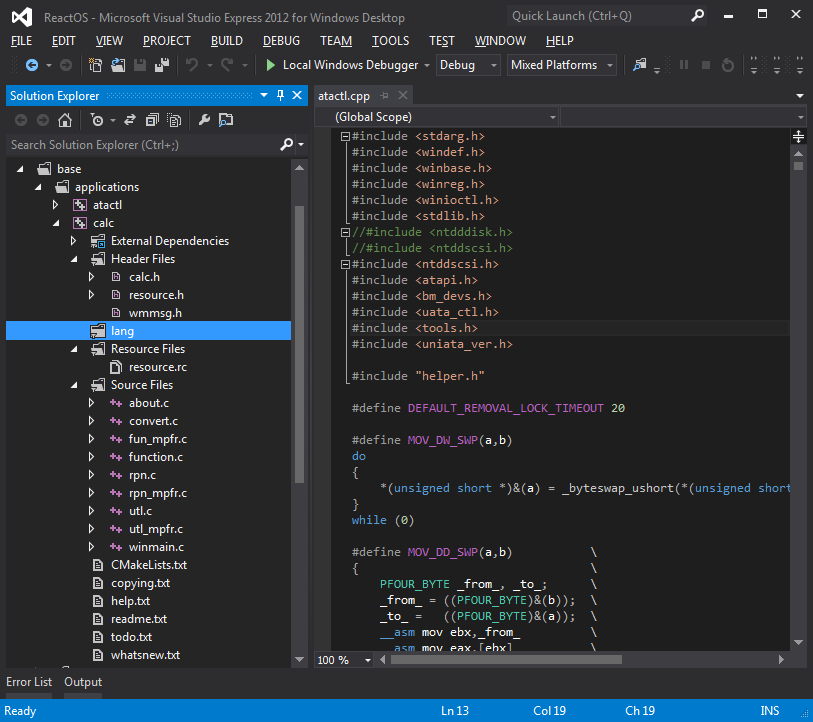 ReactOS - Microsoft Visual Studio Express 2012 for Windows Desktop
Quick Launch (Ctrl+Q)
FILE EDIT VIEW PROJECT BUILD DEBUG TEAM TOOLS TEST WINDOW HELP
Local Windows Debugger Debug Mixed Platforms
Solution Explorer
Search Solution Explorer (Ctrl+;)
base
applications
atactl
calc
External Dependencies
Header Files
calc.h
resource.h
wmmsg.h
lang
Resource Files
resource.rc
Source Files
about.c
convert.c
fun_mpfr.c
function.c
rpn.c
rpn_mpfr.c
utl.c
utl_mpfr.c
winmain.c
CMakeLists.txt
copying.txt
help.txt
readme.txt
todo.txt
whatsnew.txt
atactl.cpp
(Global Scope)
#include <stdarg.h>
#include <windef.h>
#include <winbase.h>
#include <winreg.h>
#include <winioctl.h>
#include <stdlib.h>
//#include <ntdddisk.h>
//#include <ntddscsi.h>
#include <ntddscsi.h>
#include <atapi.h>
#include <bm_devs.h>
#include <uata_ctl.h>
#include <tools.h>
#include <uniata_ver.h>
#include "helper.h"
#define DEFAULT_REMOVAL_LOCK_TIMEOUT 20
#define MOV_DW_SWP(a,b)
do
{
*(unsigned short *)&(a) = _byteswap_ushort(*(unsigned short
}
while (0)
#define MOV_DD_SWP(a,b) \
{ \
PFOUR_BYTE _from_, _to_; \
_from_ = ((PFOUR_BYTE)&(b)); \
_to_ = ((PFOUR_BYTE)&(a)); \
__asm mov ebx,_from_ \
__asm mov eax,[ebx] \
100 %
Error List Output
Ready Ln 13 Col 19 Ch 19 INS